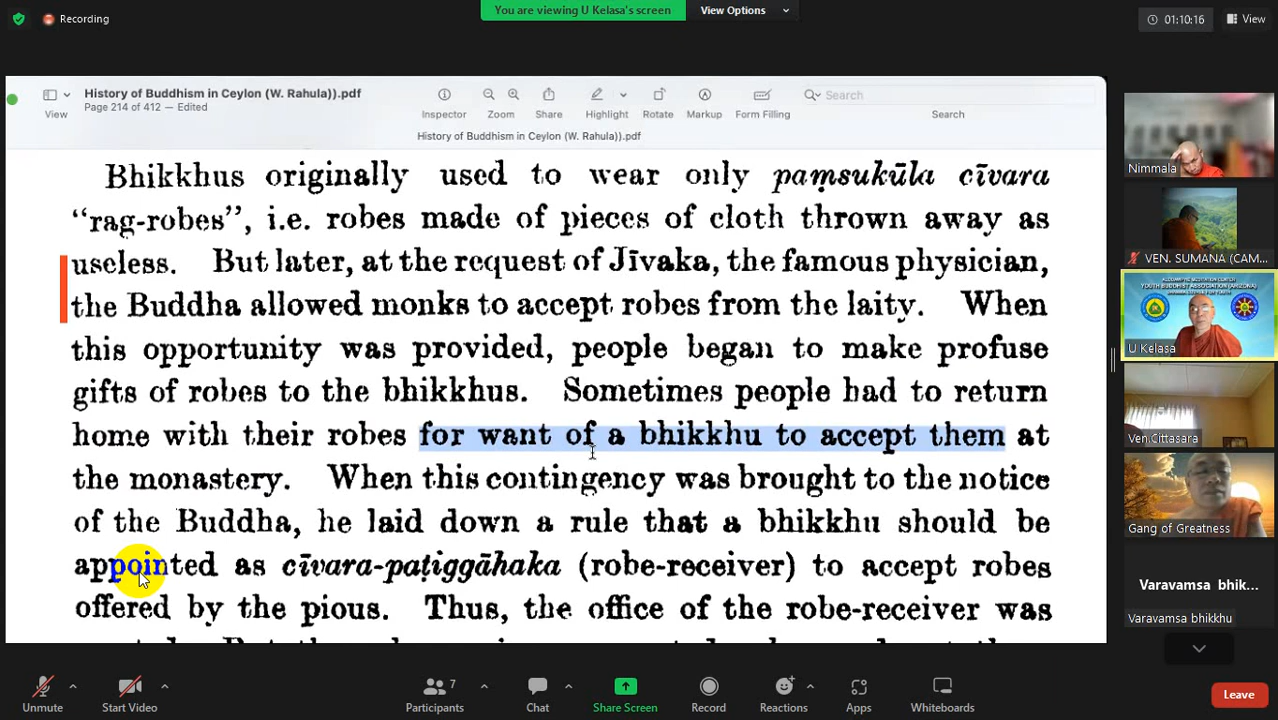 Recording
You are viewing U Kelasa's screen
View Options
01:10:16
View
History of Buddhism in Ceylon (W. Rahula)).pdf
Page 214 of 412 — Edited
View
Inspector
Zoom
Share
Highlight
Rotate
Markup
Form Filling
Search
Search
History of Buddhism in Ceylon (W. Rahula)).pdf
Bhikkhus originally used to wear only paṃsukūla cīvara
“rag-robes”, i.e. robes made of pieces of cloth thrown away as
useless. But later, at the request of Jīvaka, the famous physician,
the Buddha allowed monks to accept robes from the laity. When
this opportunity was provided, people began to make profuse
gifts of robes to the bhikkhus. Sometimes people had to return
home with their robes for want of a bhikkhu to accept them at
the monastery. When this contingency was brought to the notice
of the Buddha, he laid down a rule that a bhikkhu should be
appointed as cīvara-paṭiggāhaka (robe-receiver) to accept robes
offered by the pious. Thus, the office of the robe-receiver was
Nimmala
VEN. SUMANA (CAM...
YOUTH BUDDHIST ASSOCIATION (ARIZONA)
U Kelasa
Ven.Cittasara
Gang of Greatness
Varavamsa bhik...
Varavamsa bhikkhu
Unmute
Start Video
7
Participants
Chat
Share Screen
Record
Reactions
Apps
Whiteboards
Leave